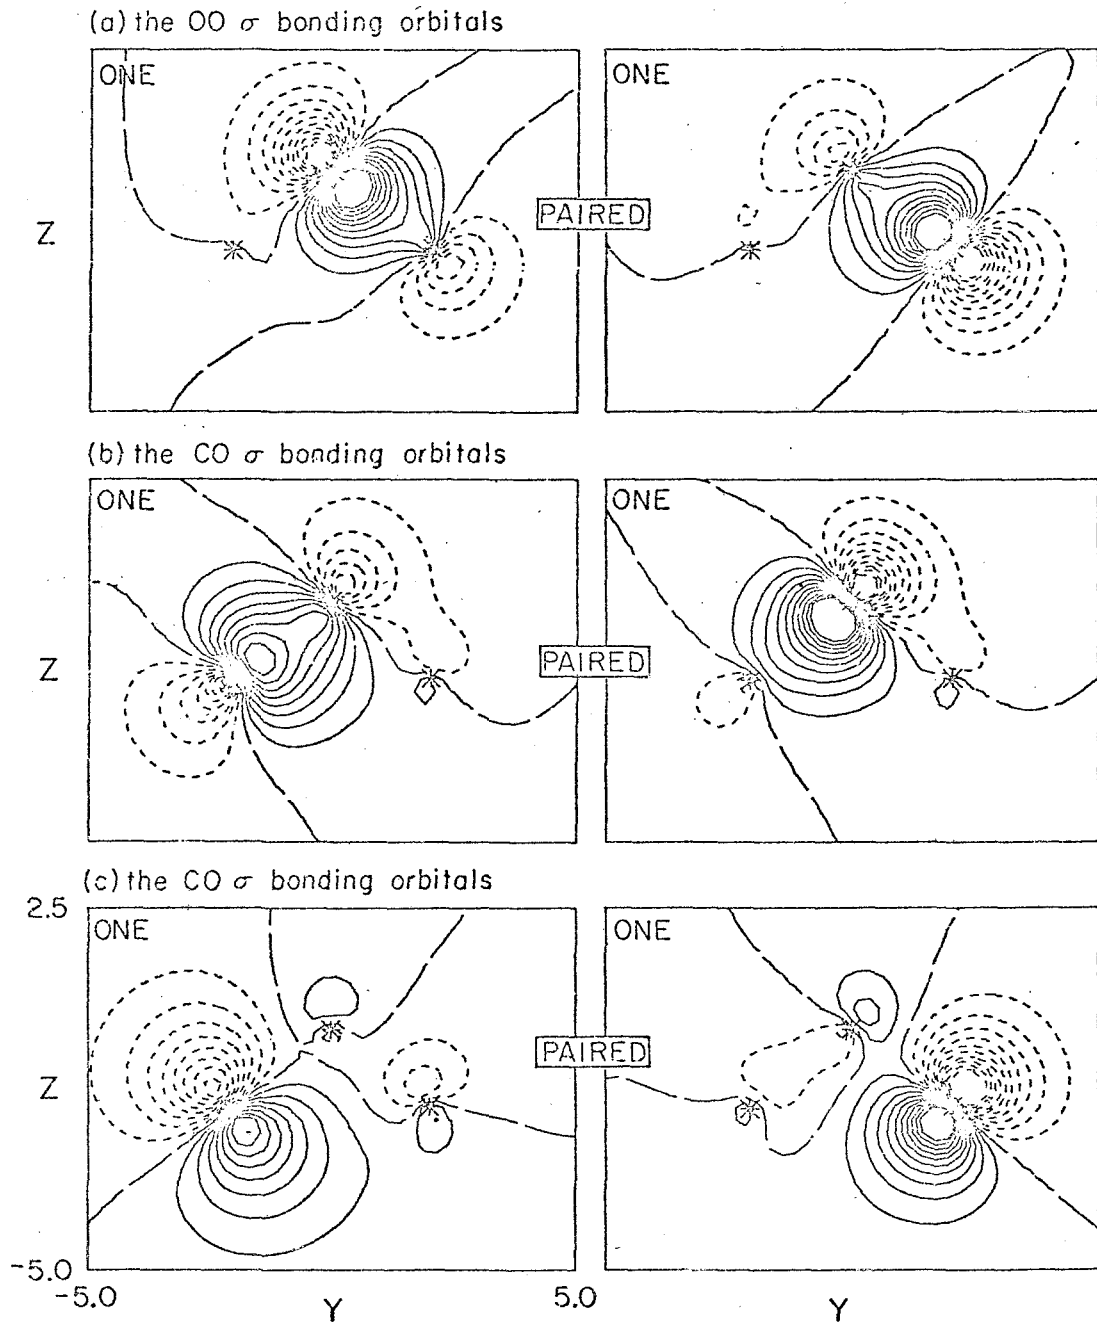 (a) the OO σ bonding orbitals
ONE
ONE
Z
PAIRED
(b) the CO σ bonding orbitals
ONE
ONE
Z
PAIRED
(c) the CO σ bonding orbitals
2.5
ONE
ONE
Z
PAIRED
-5.0
-5.0
Y
5.0
Y